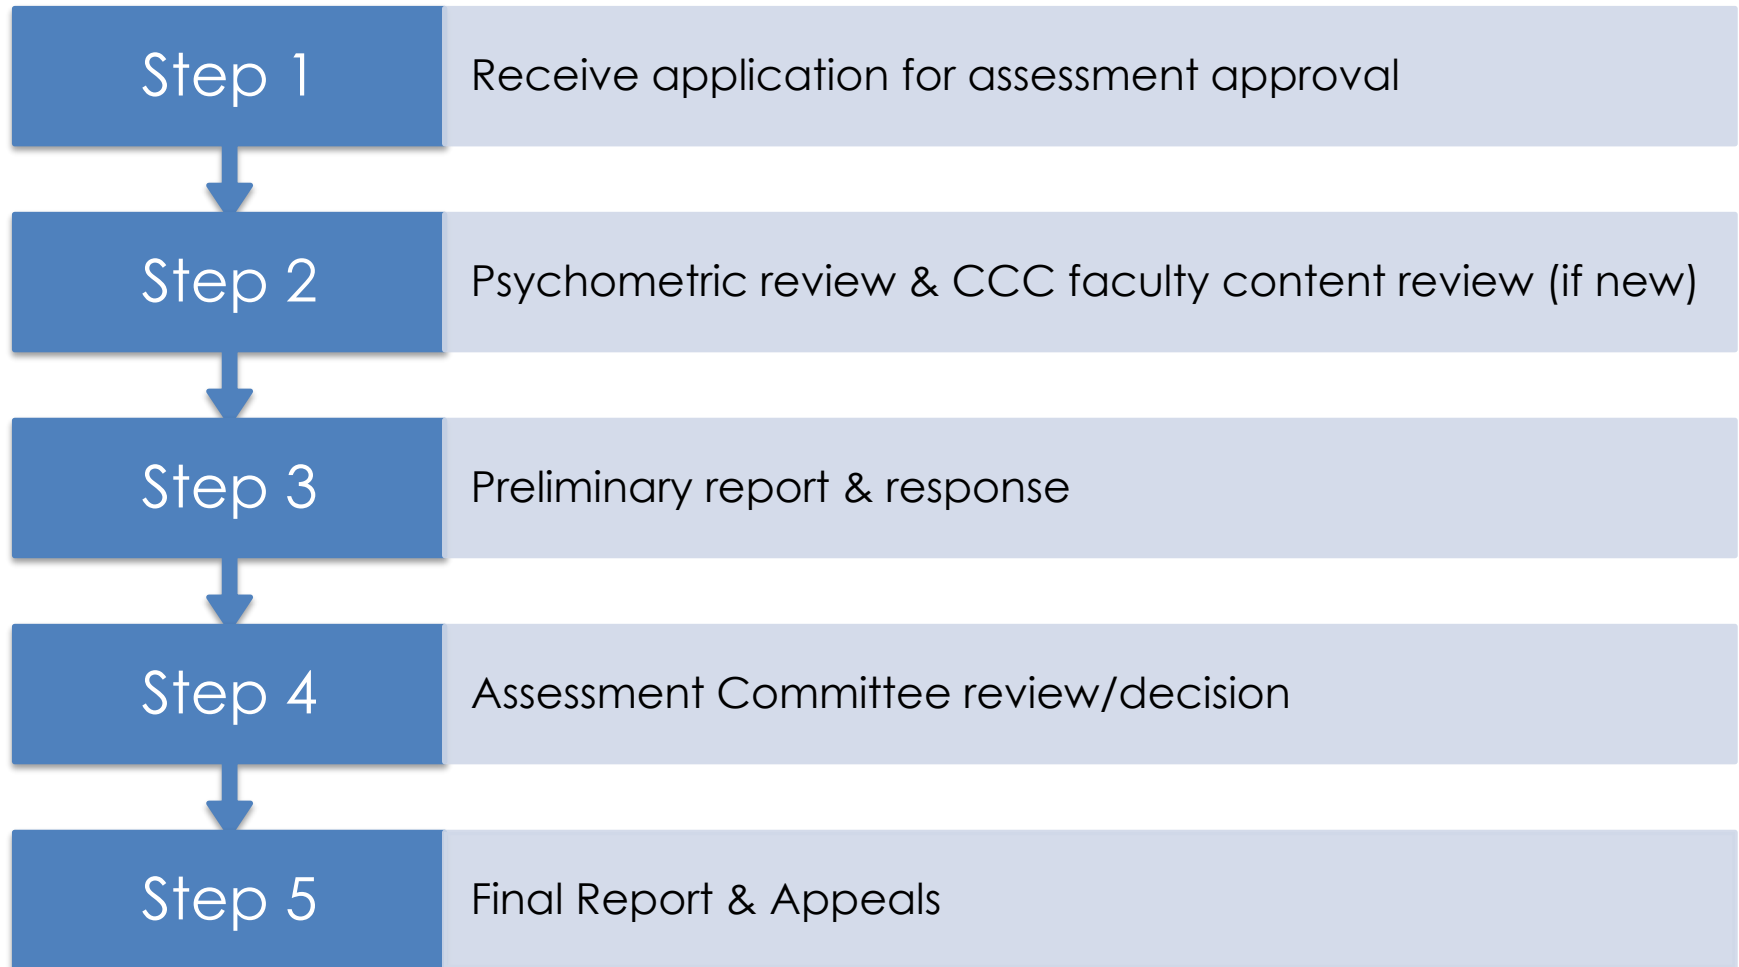 Step 1
Receive application for assessment approval
Step 2
Psychometric review & CCC faculty content review (if new)
Step 3
Preliminary report & response
Step 4
Assessment Committee review/decision
Step 5
Final Report & Appeals